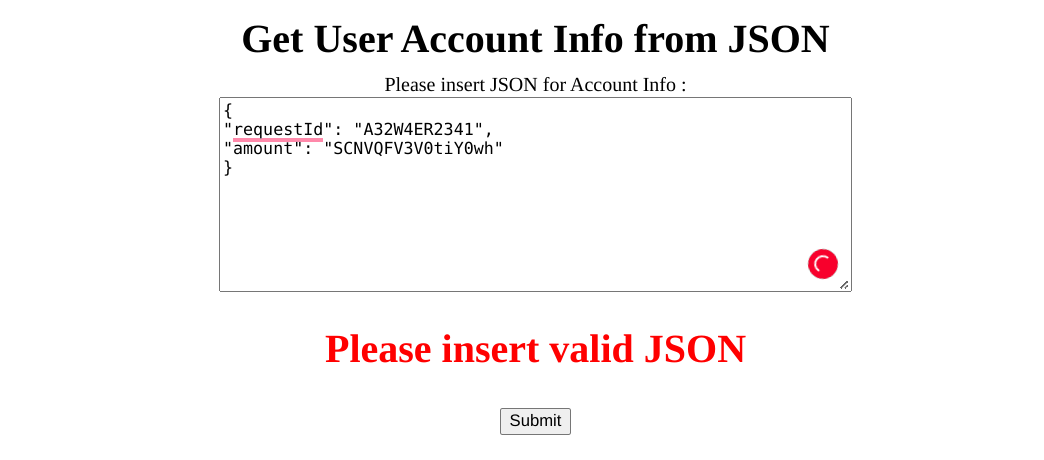 Get User Account Info from JSON
Please insert JSON for Account Info :
{
"requestId": "A32W4ER2341",
"amount": "SCNVQFV3V0tiY0wh"
}
Please insert valid JSON
Submit